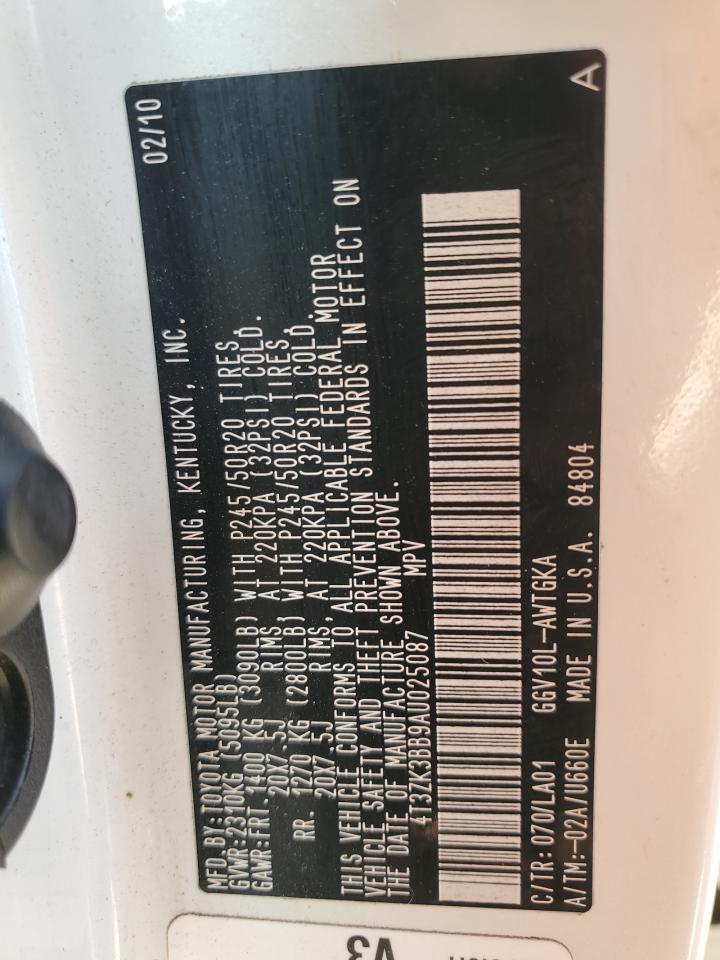 MFD.BY:TOYOTA MOTOR MANUFACTURING, KENTUCKY, INC. 02/10
GVWR:2310KG (5095LB)
GAWR:FRT.1400 KG (3090LB) WITH P245/50R20 TIRES,
20X7.5J RIMS, AT 220KPA (32PSI) COLD.
RR. 1270 KG (2800LB) WITH P245/50R20 TIRES,
20X7.5J RIMS, AT 220KPA (32PSI) COLD.
THIS VEHICLE CONFORMS TO ALL APPLICABLE FEDERAL MOTOR
VEHICLE SAFETY AND THEFT PREVENTION STANDARDS IN EFFECT ON
THE DATE OF MANUFACTURE SHOWN ABOVE.
4T3ZK3BB9AU025087 MPV
C/TR: 070/LA01 GGV10L-AWTGKA
A/TM:-02A/U660E MADE IN U.S.A. 84804 A
V3